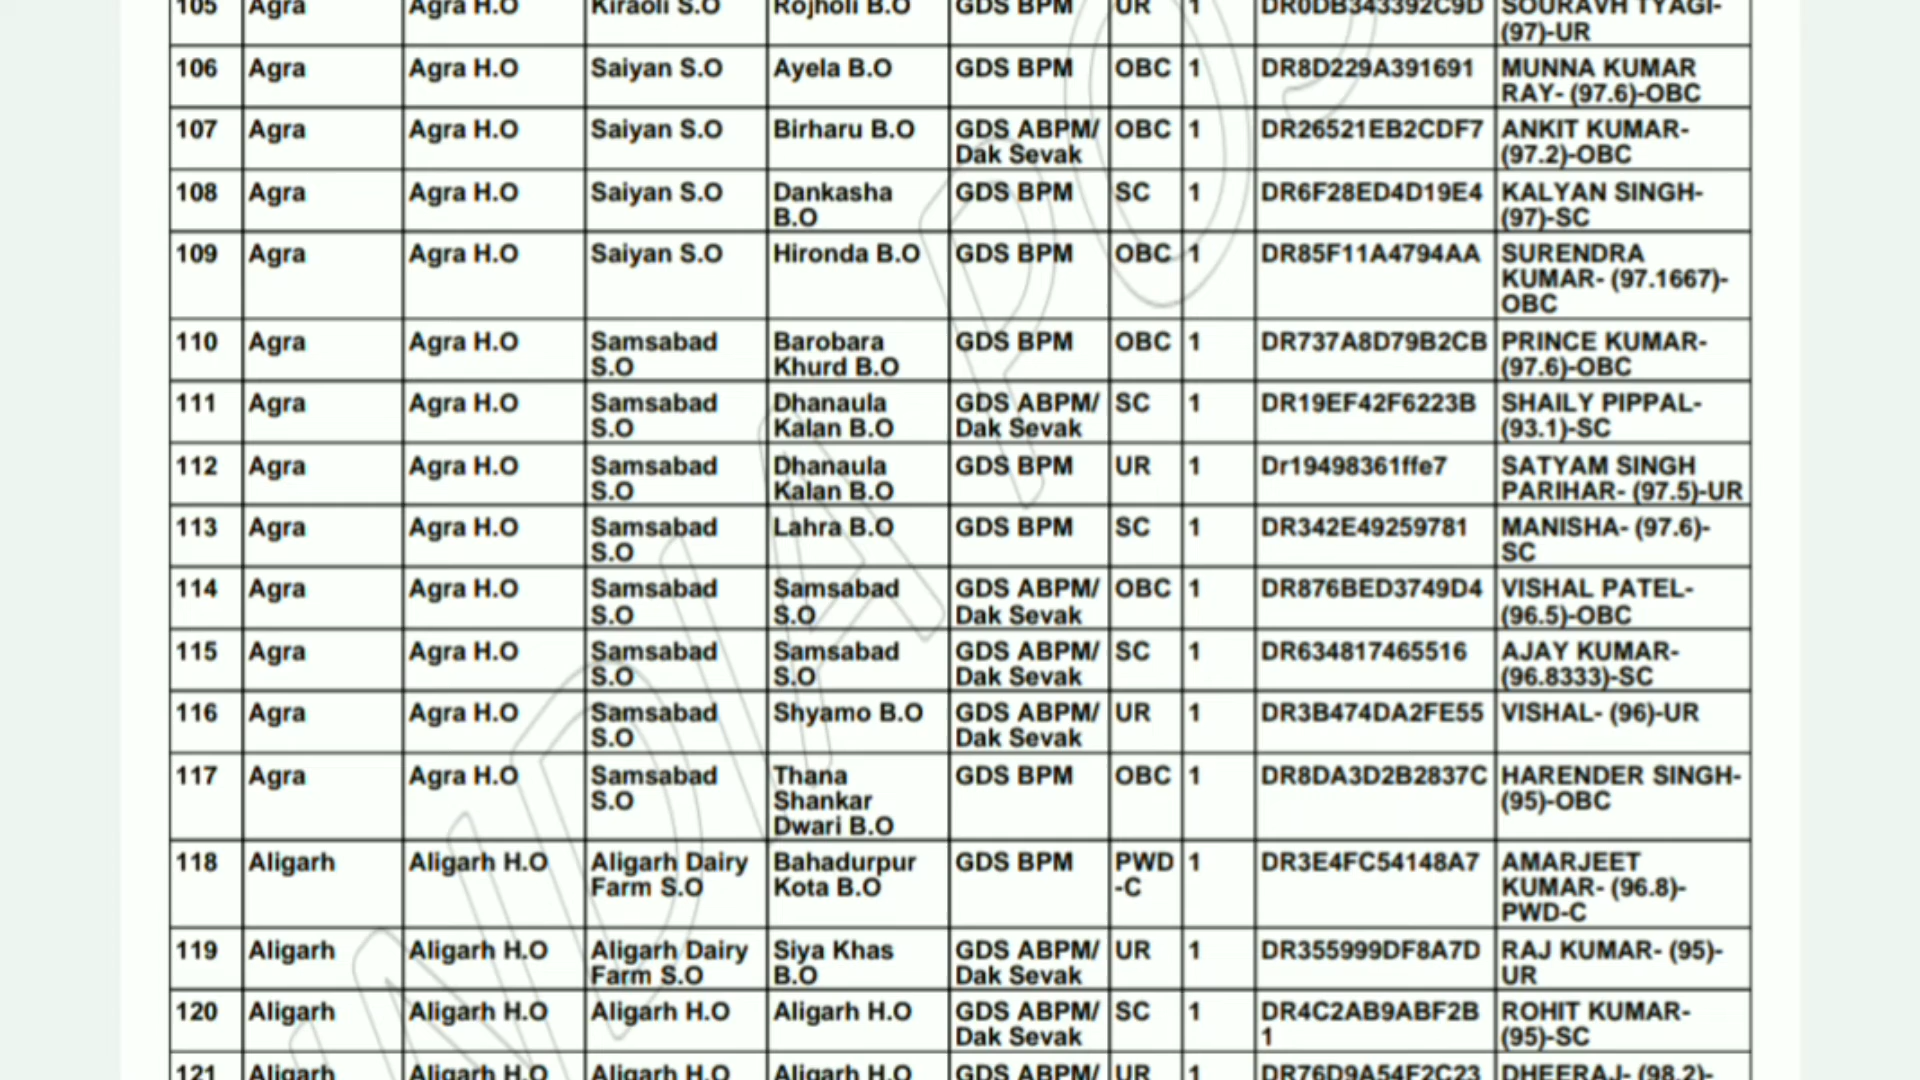 105 Agra Agra H.O Kiraoli S.O Rojholi B.O GDS BPM UR 1 DR0DB343392C9D SOURAVH TYAGI-
(97)-UR
106 Agra Agra H.O Saiyan S.O Ayela B.O GDS BPM OBC 1 DR8D229A391691 MUNNA KUMAR
RAY- (97.6)-OBC
107 Agra Agra H.O Saiyan S.O Birharu B.O GDS ABPM/ OBC 1 DR26521EB2CDF7 ANKIT KUMAR-
Dak Sevak (97.2)-OBC
108 Agra Agra H.O Saiyan S.O Dankasha GDS BPM SC 1 DR6F28ED4D19E4 KALYAN SINGH-
B.O (97)-SC
109 Agra Agra H.O Saiyan S.O Hironda B.O GDS BPM OBC 1 DR85F11A4794AA SURENDRA
KUMAR- (97.1667)-
OBC
110 Agra Agra H.O Samsabad Barobara GDS BPM OBC 1 DR737A8D79B2CB PRINCE KUMAR-
S.O Khurd B.O (97.6)-OBC
111 Agra Agra H.O Samsabad Dhanaula GDS ABPM/ SC 1 DR19EF42F6223B SHAILY PIPPAL-
S.O Kalan B.O Dak Sevak (93.1)-SC
112 Agra Agra H.O Samsabad Dhanaula GDS BPM UR 1 Dr19498361ffe7 SATYAM SINGH
S.O Kalan B.O PARIHAR- (97.5)-UR
113 Agra Agra H.O Samsabad Lahra B.O GDS BPM SC 1 DR342E49259781 MANISHA- (97.6)-
S.O SC
114 Agra Agra H.O Samsabad Samsabad GDS ABPM/ OBC 1 DR876BED3749D4 VISHAL PATEL-
S.O S.O Dak Sevak (96.5)-OBC
115 Agra Agra H.O Samsabad Samsabad GDS ABPM/ SC 1 DR634817465516 AJAY KUMAR-
S.O S.O Dak Sevak (96.8333)-SC
116 Agra Agra H.O Samsabad Shyamo B.O GDS ABPM/ UR 1 DR3B474DA2FE55 VISHAL- (96)-UR
S.O Dak Sevak
117 Agra Agra H.O Samsabad Thana GDS BPM OBC 1 DR8DA3D2B2837C HARENDER SINGH-
S.O Shankar (95)-OBC
Dwari B.O
118 Aligarh Aligarh H.O Aligarh Dairy Bahadurpur GDS BPM PWD 1 DR3E4FC54148A7 AMARJEET
Farm S.O Kota B.O -C KUMAR- (96.8)-
PWD-C
119 Aligarh Aligarh H.O Aligarh Dairy Siya Khas GDS ABPM/ UR 1 DR355999DF8A7D RAJ KUMAR- (95)-
Farm S.O B.O Dak Sevak UR
120 Aligarh Aligarh H.O Aligarh H.O Aligarh H.O GDS ABPM/ SC 1 DR4C2AB9ABF2B ROHIT KUMAR-
Dak Sevak 1 (95)-SC
121 Aligarh Aligarh H.O Aligarh H.O Aligarh H.O GDS ABPM/ UR 1 DR76D9A54F2C23 DHEERAJ- (98.2)-